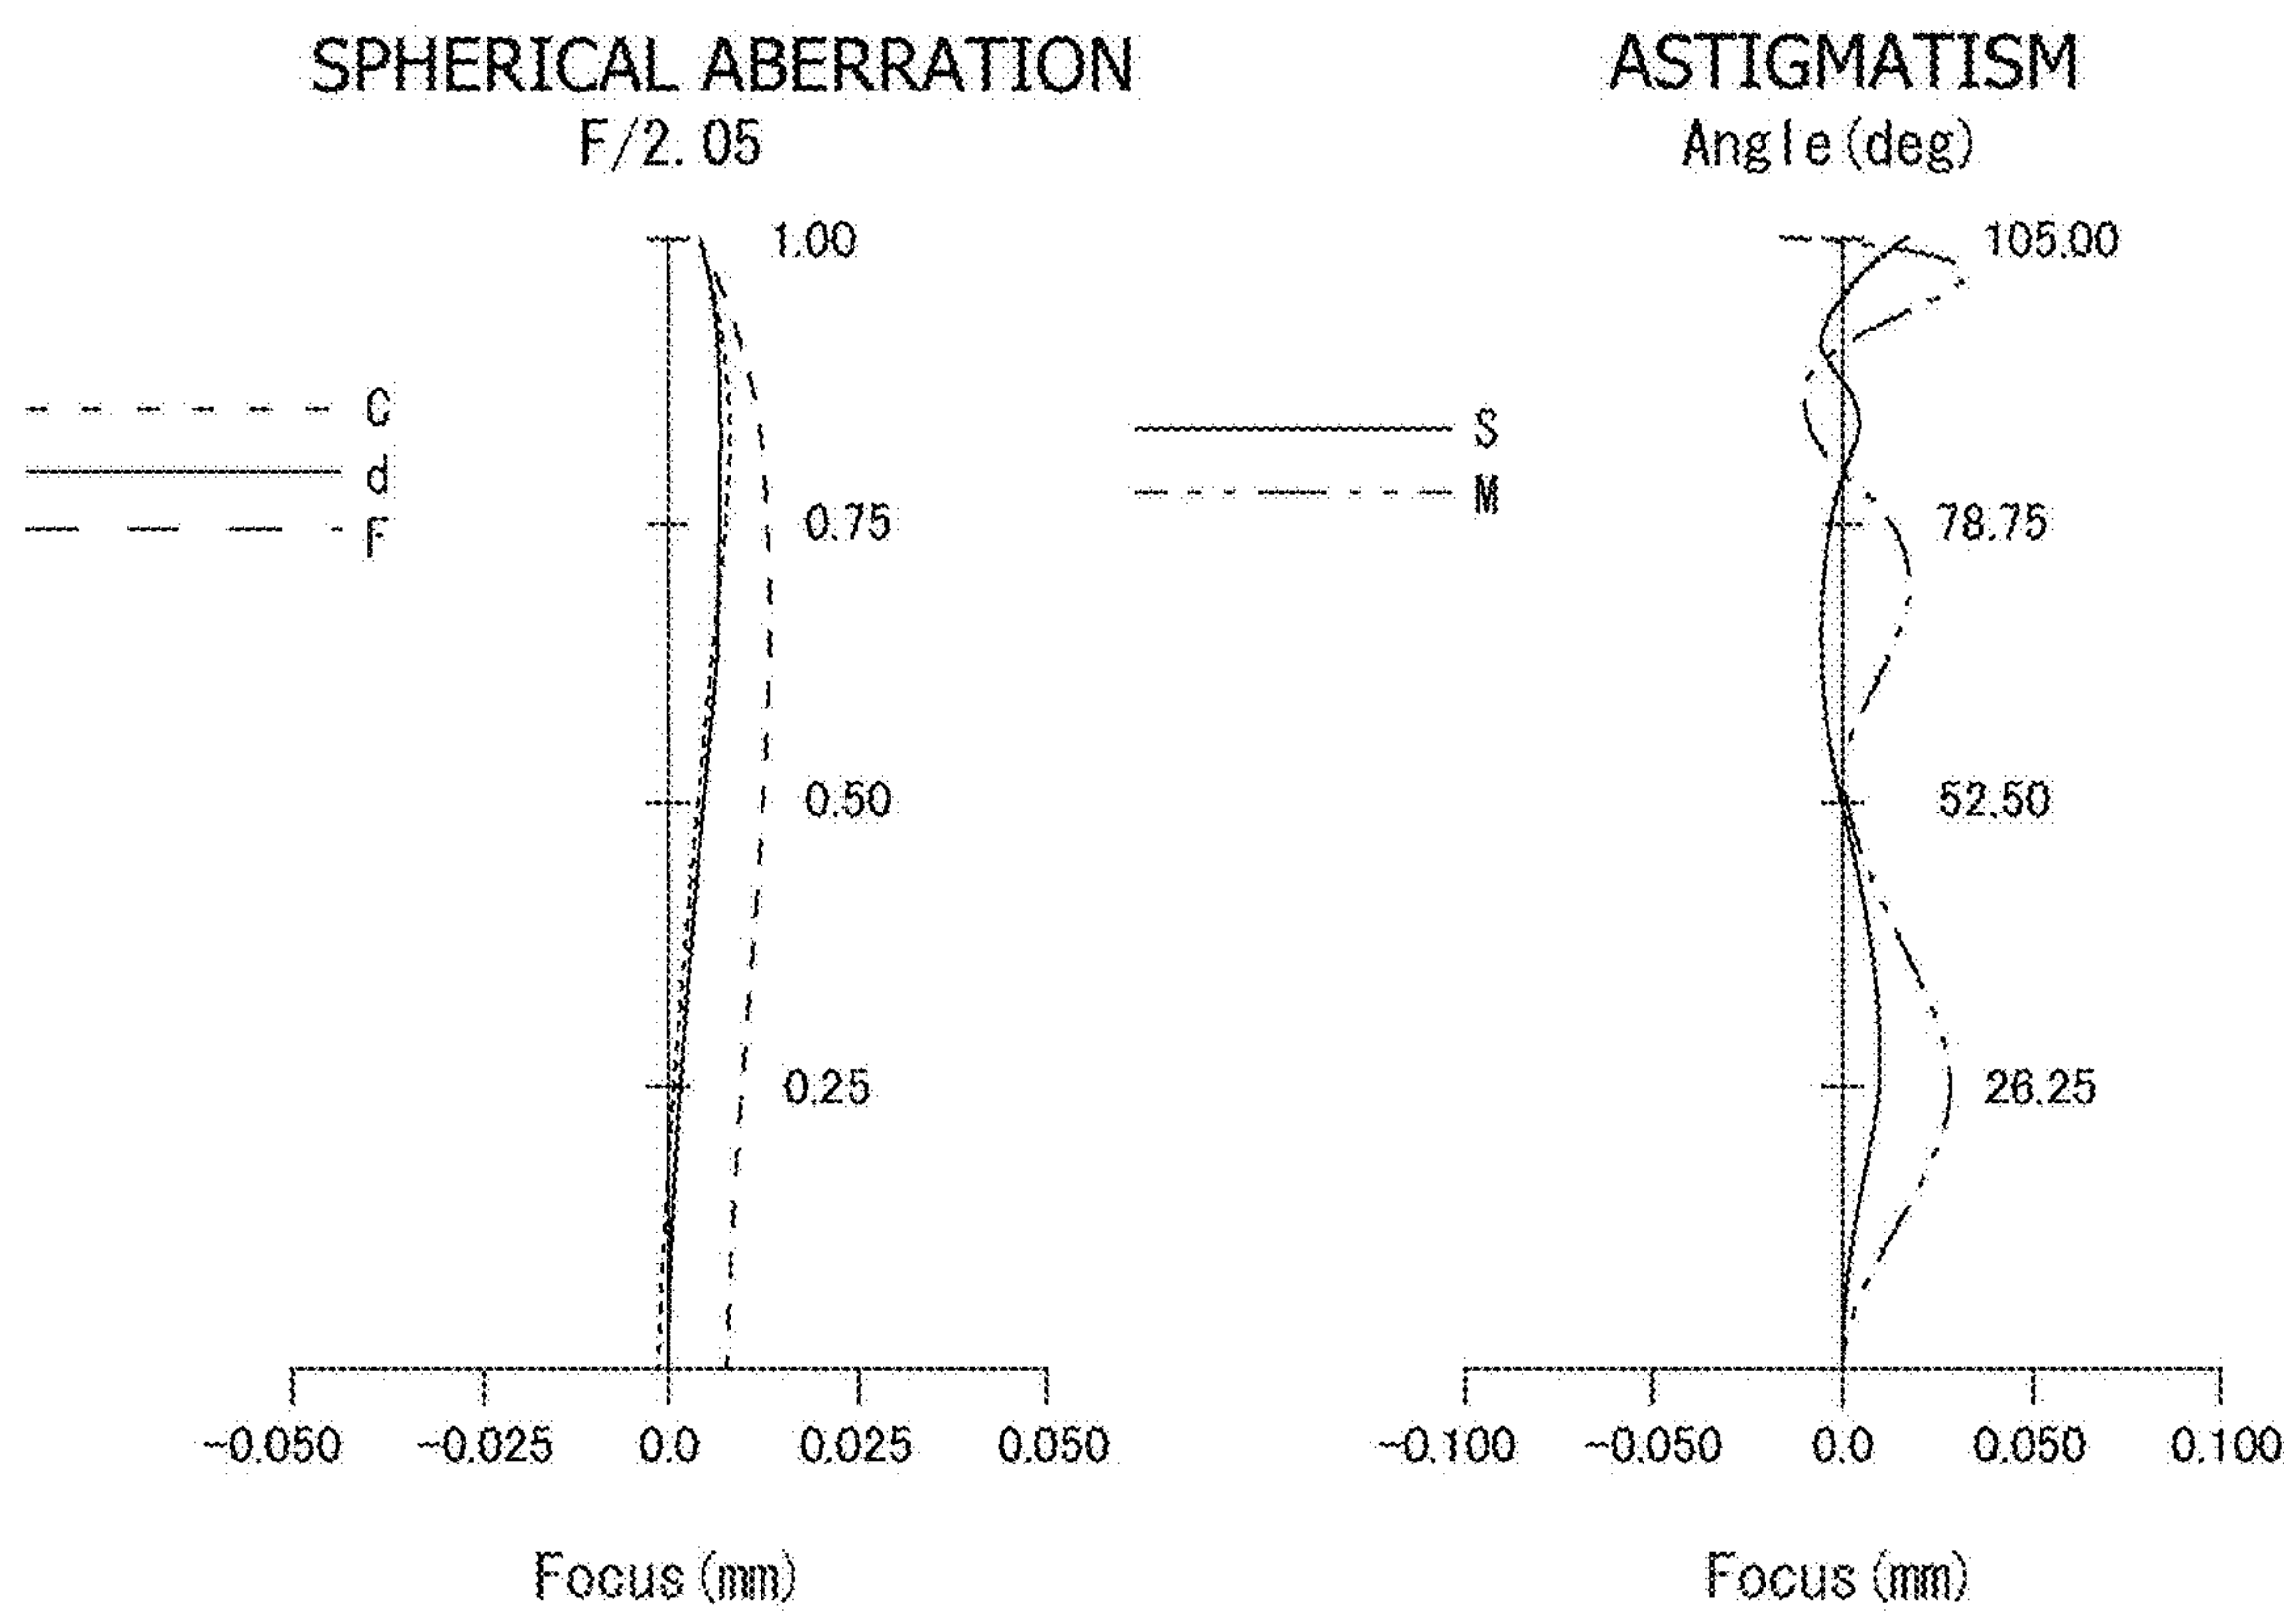 SPHERICAL ABERRATION
F/2.05
1.00
C
d
F
0.75
0.50
0.25
-0.050 -0.025 0.0 0.025 0.050
Focus (mm)
ASTIGMATISM
Angle (deg)
105.00
S
M
78.75
52.50
26.25
-0.100 -0.050 0.0 0.050 0.100
Focus (mm)